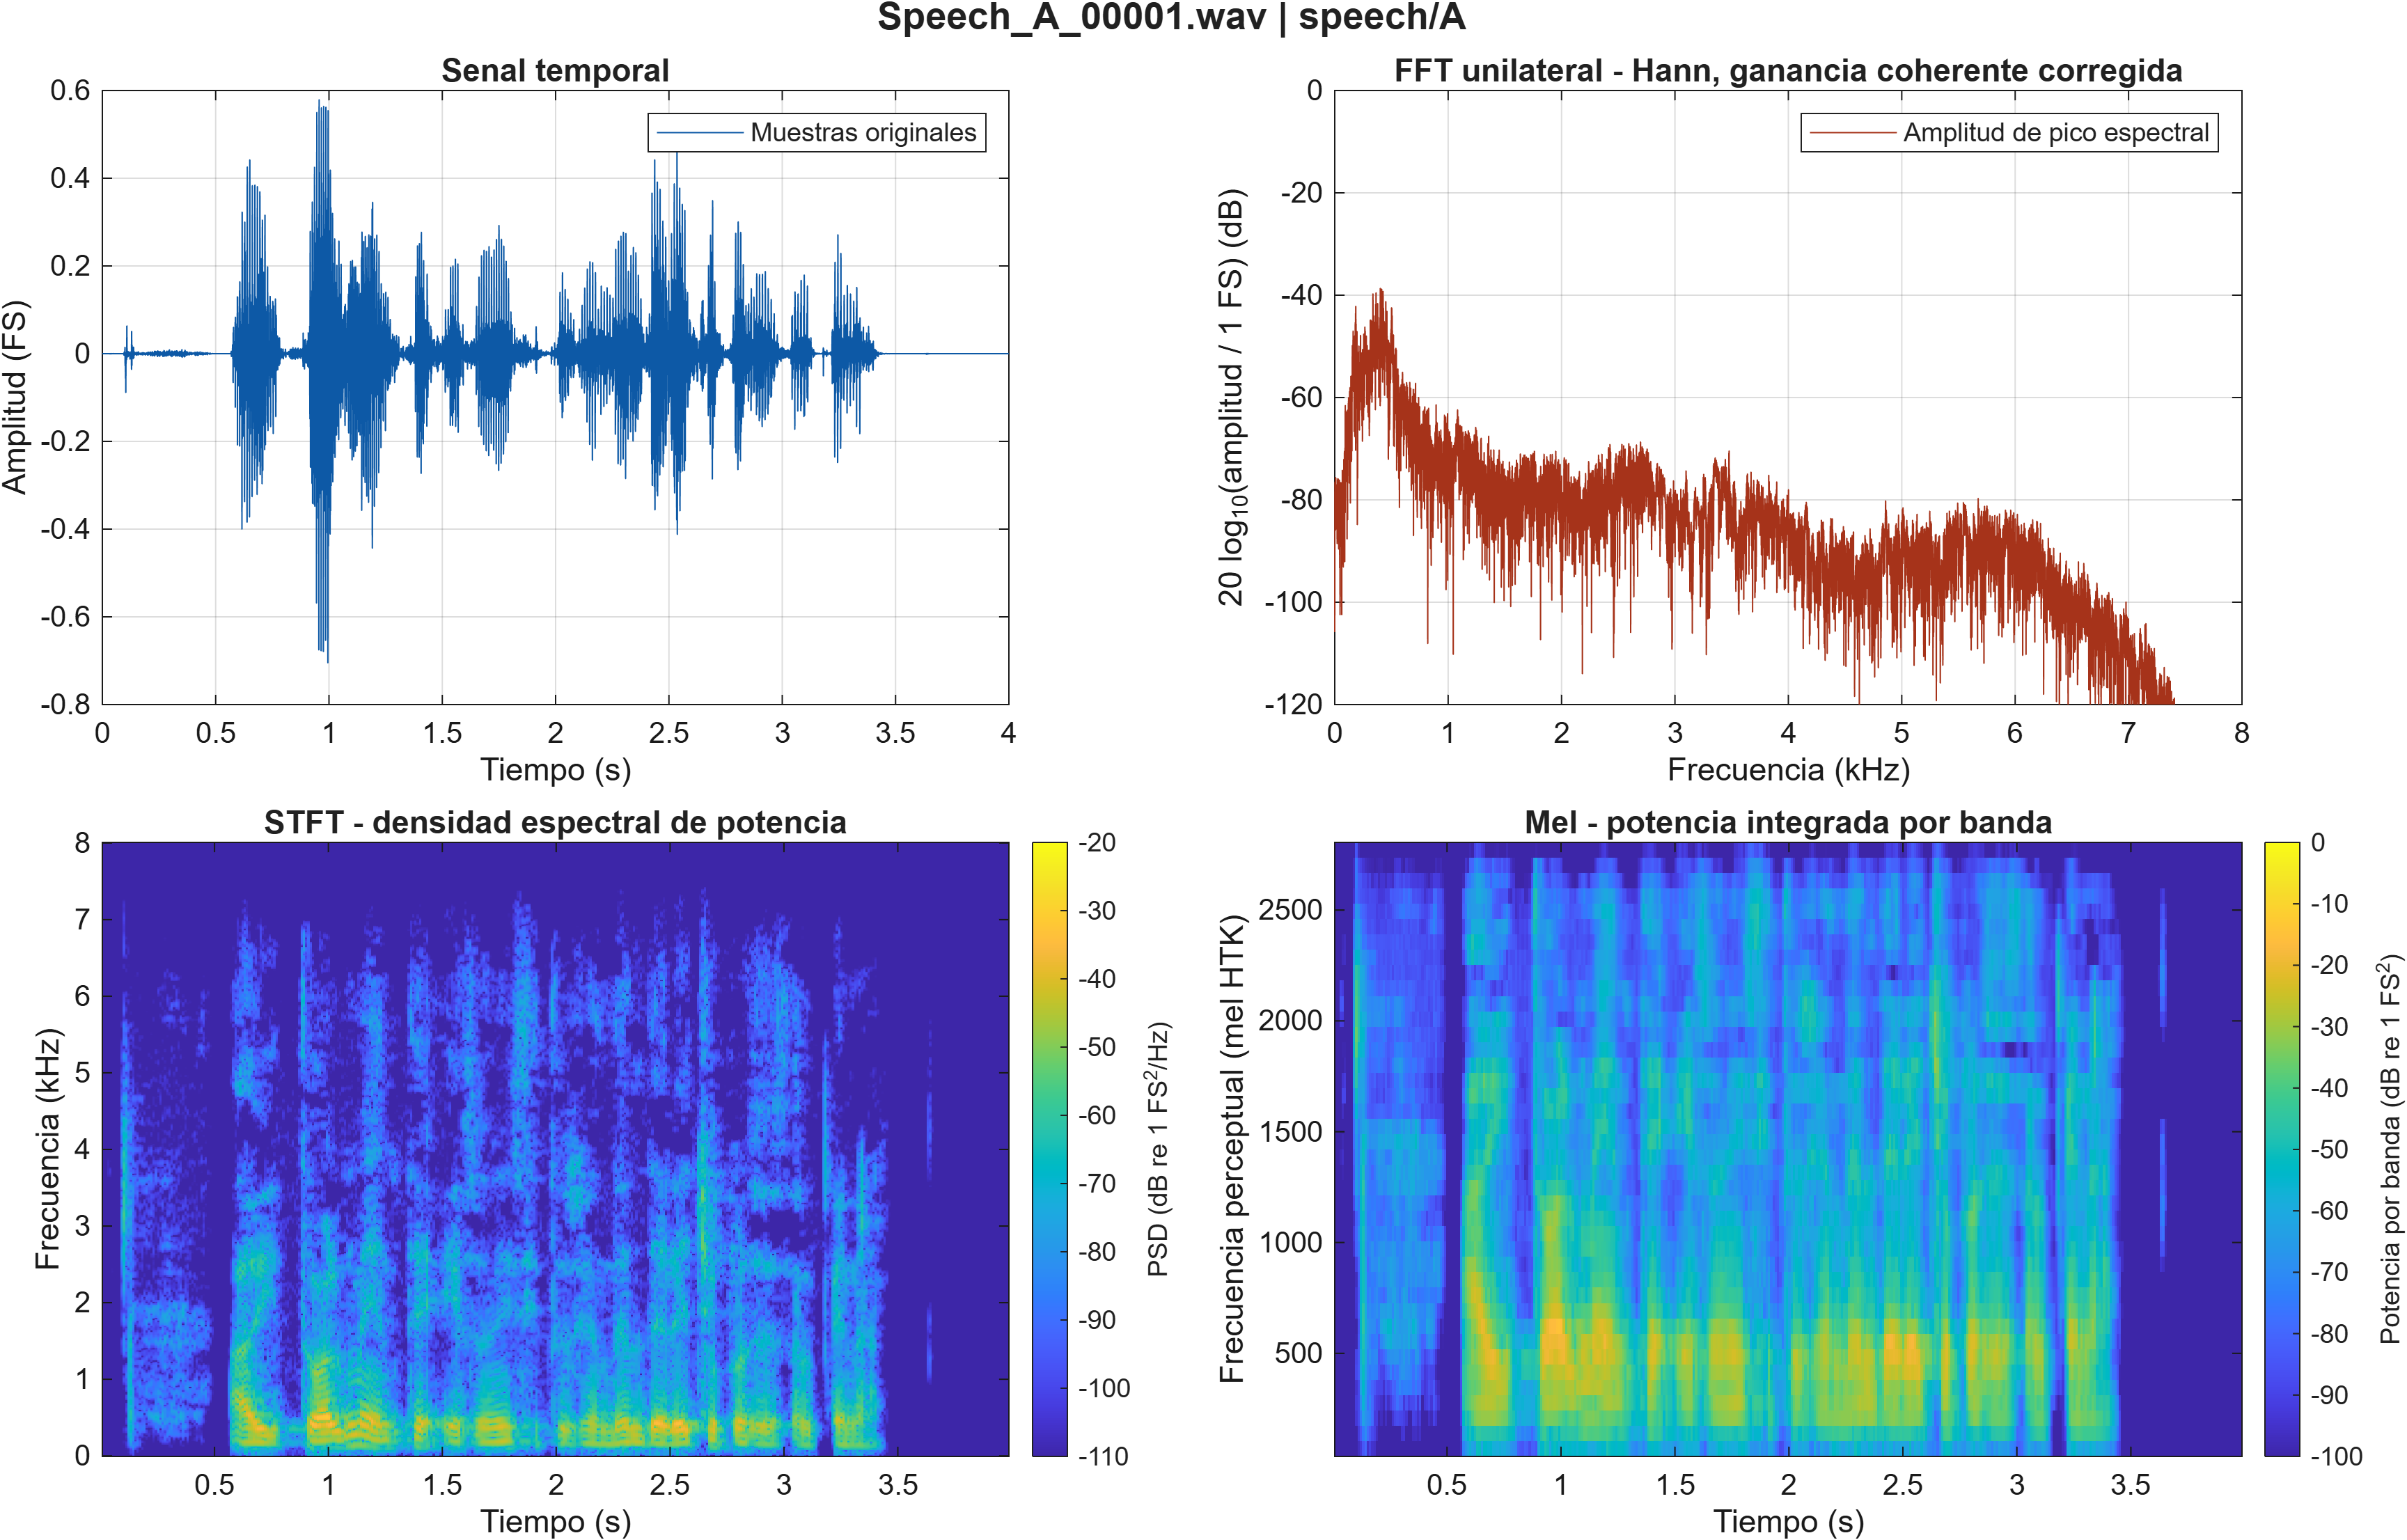 Speech_A_00001.wav | speech/A
Senal temporal
Amplitud (FS)
0.6
0.4
0.2
0
-0.2
-0.4
-0.6
-0.8
Muestras originales
0 0.5 1 1.5 2 2.5 3 3.5 4
Tiempo (s)
FFT unilateral - Hann, ganancia coherente corregida
20 log10(amplitud / 1 FS) (dB)
0
-20
-40
-60
-80
-100
-120
Amplitud de pico espectral
0 1 2 3 4 5 6 7 8
Frecuencia (kHz)
STFT - densidad espectral de potencia
Frecuencia (kHz)
8
7
6
5
4
3
2
1
0
0.5 1 1.5 2 2.5 3 3.5
Tiempo (s)
-20
-30
-40
-50
-60
-70
-80
-90
-100
-110
PSD (dB re 1 FS²/Hz)
Mel - potencia integrada por banda
Frecuencia perceptual (mel HTK)
2500
2000
1500
1000
500
0.5 1 1.5 2 2.5 3 3.5
Tiempo (s)
0
-10
-20
-30
-40
-50
-60
-70
-80
-90
-100
Potencia por banda (dB re 1 FS²)